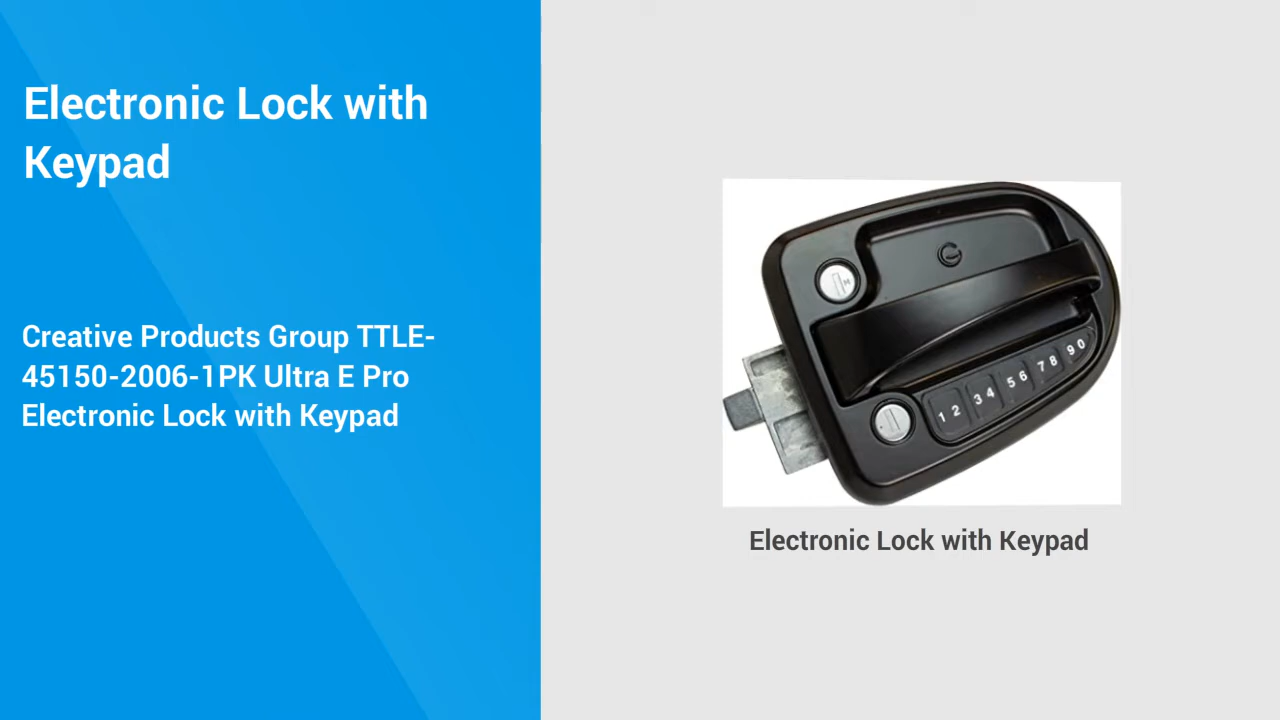 Electronic Lock with
Keypad
Creative Products Group TTLE-
45150-2006-1PK Ultra E Pro
Electronic Lock with Keypad
1 2 3 4 5 6 7 8 9 0
Electronic Lock with Keypad